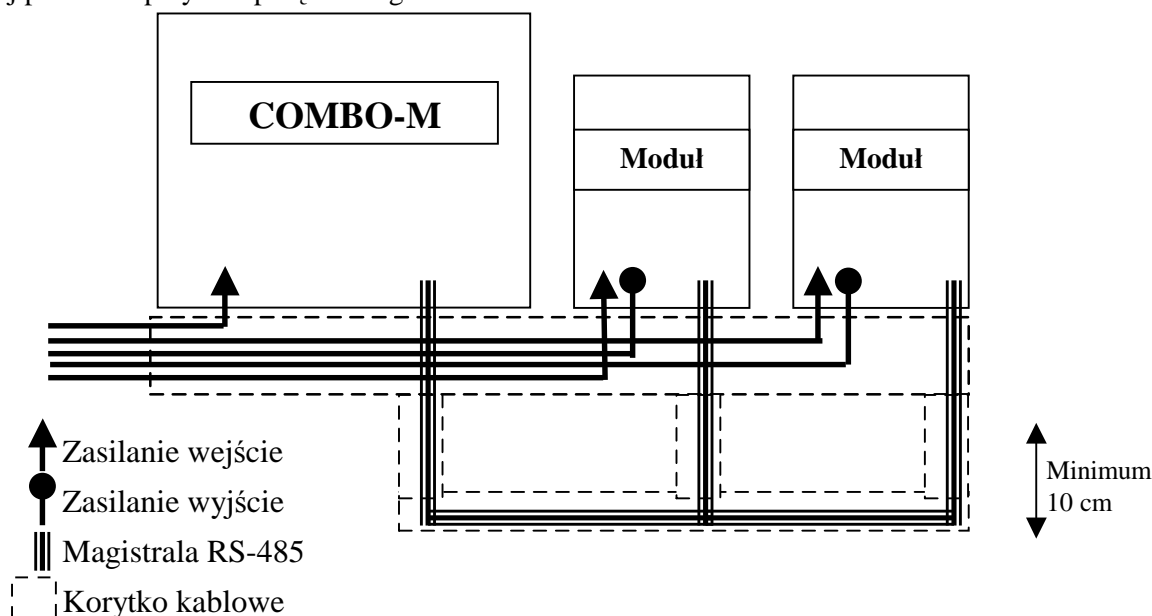 COMBO-M
Moduł
Moduł
Zasilanie wejście
Zasilanie wyjście
Magistrala RS-485
Korytko kablowe
Minimum
10 cm